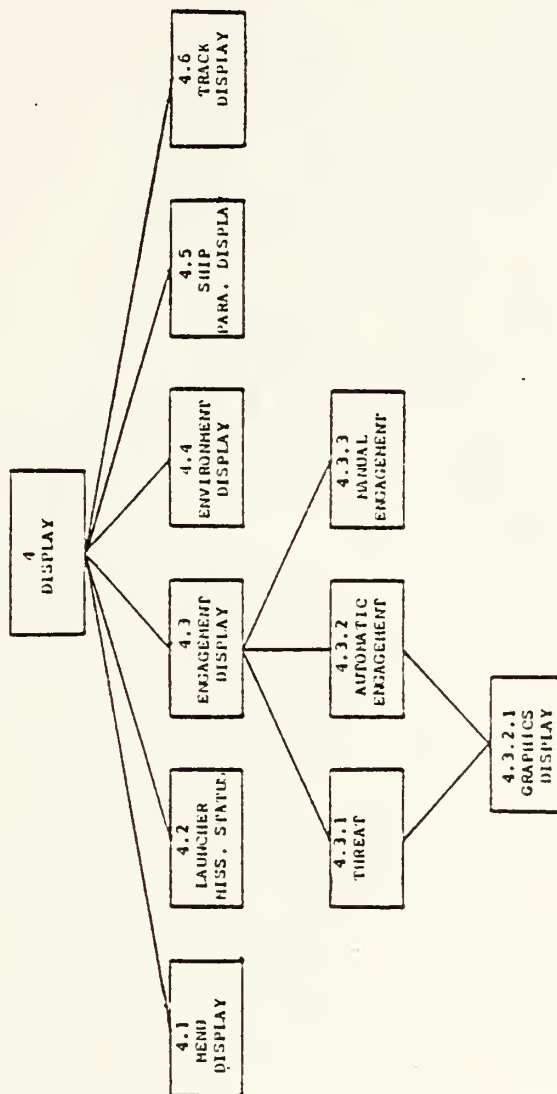 4
DISPLAY
4.1
MENU
DISPLAY
4.2
LAUNCHER
MISS. STATUS
4.3
ENGAGEMENT
DISPLAY
4.4
ENVIRONMENT
DISPLAY
4.5
SHIP
PARA. DISPLAY
4.6
TRACK
DISPLAY
4.3.1
THREAT
4.3.2
AUTOMATIC
ENGAGEMENT
4.3.3
MANUAL
ENGAGEMENT
4.3.2.1
GRAPHICS
DISPLAY